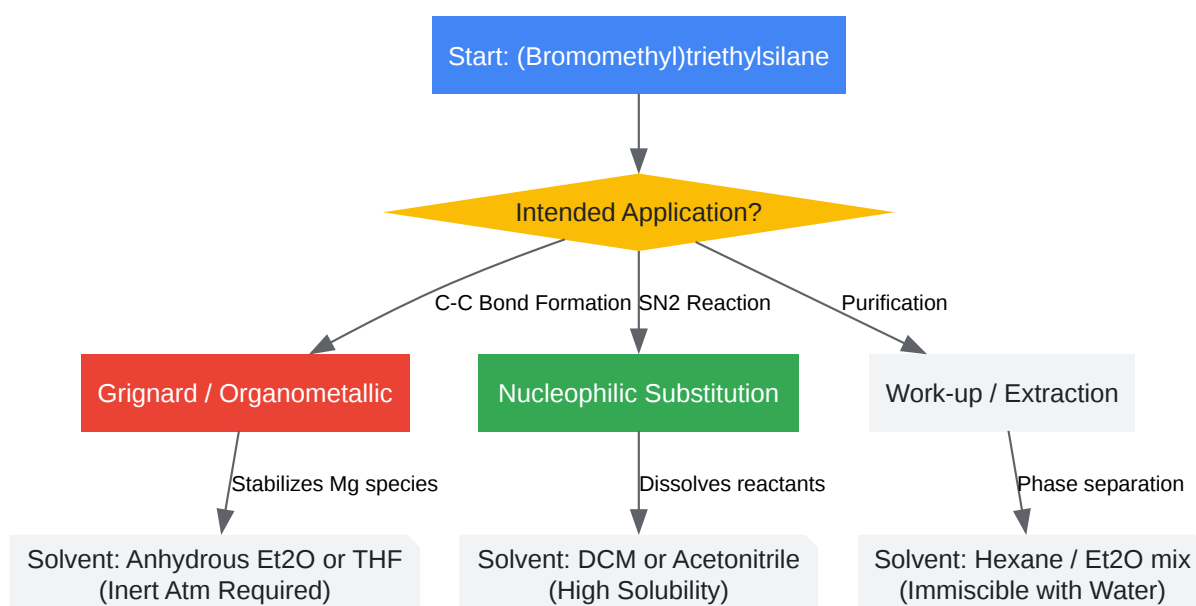 Start: (Bromomethyl)triethylsilane
Intended Application?
C-C Bond Formation
SN2 Reaction
Purification
Grignard / Organometallic
Nucleophilic Substitution
Work-up / Extraction
Stabilizes Mg species
Dissolves reactants
Phase separation
Solvent: Anhydrous Et2O or THF
(Inert Atm Required)
Solvent: DCM or Acetonitrile
(High Solubility)
Solvent: Hexane / Et2O mix
(Immiscible with Water)